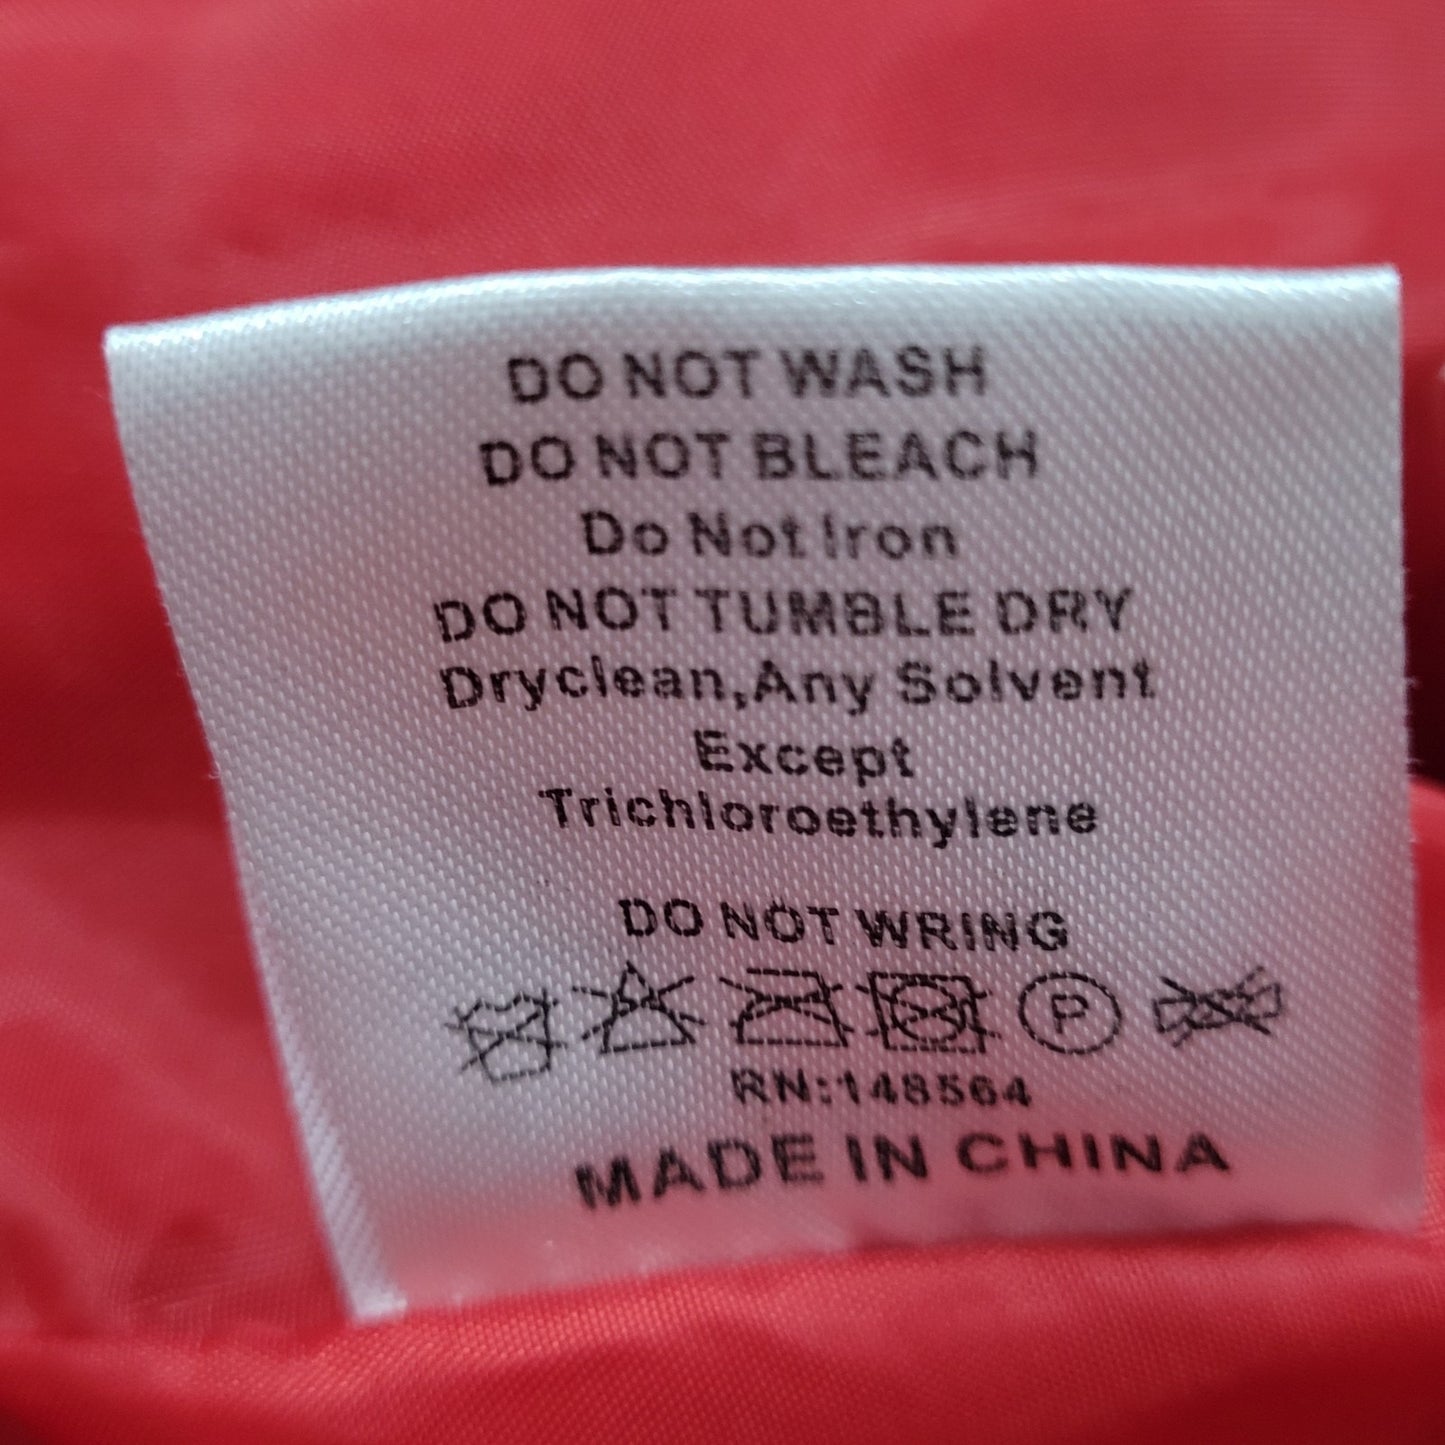 DO NOT WASH
DO NOT BLEACH
Do Not Iron
DO NOT TUMBLE DRY
Dryclean,Any Solvent
Except
Trichloroethylene
DO NOT WRING
P
RN:148564
MADE IN CHINA